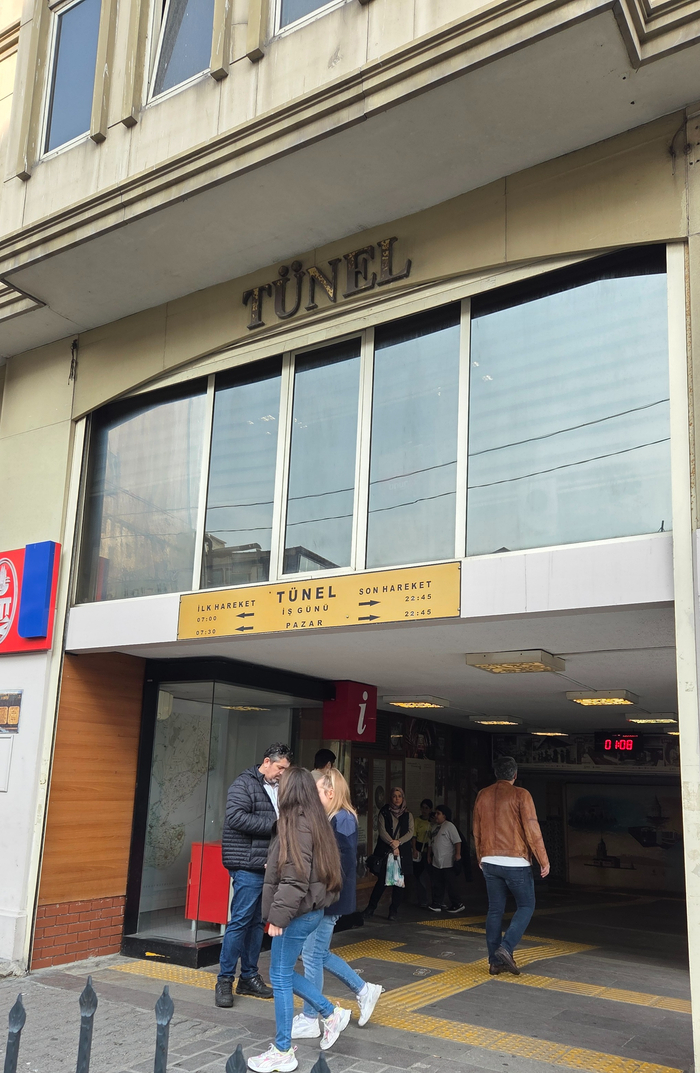 TÜNEL
İLK HAREKET TÜNEL SON HAREKET
07:00 İŞ GÜNÜ 22:45
07:30 PAZAR 22:45
i
01:08